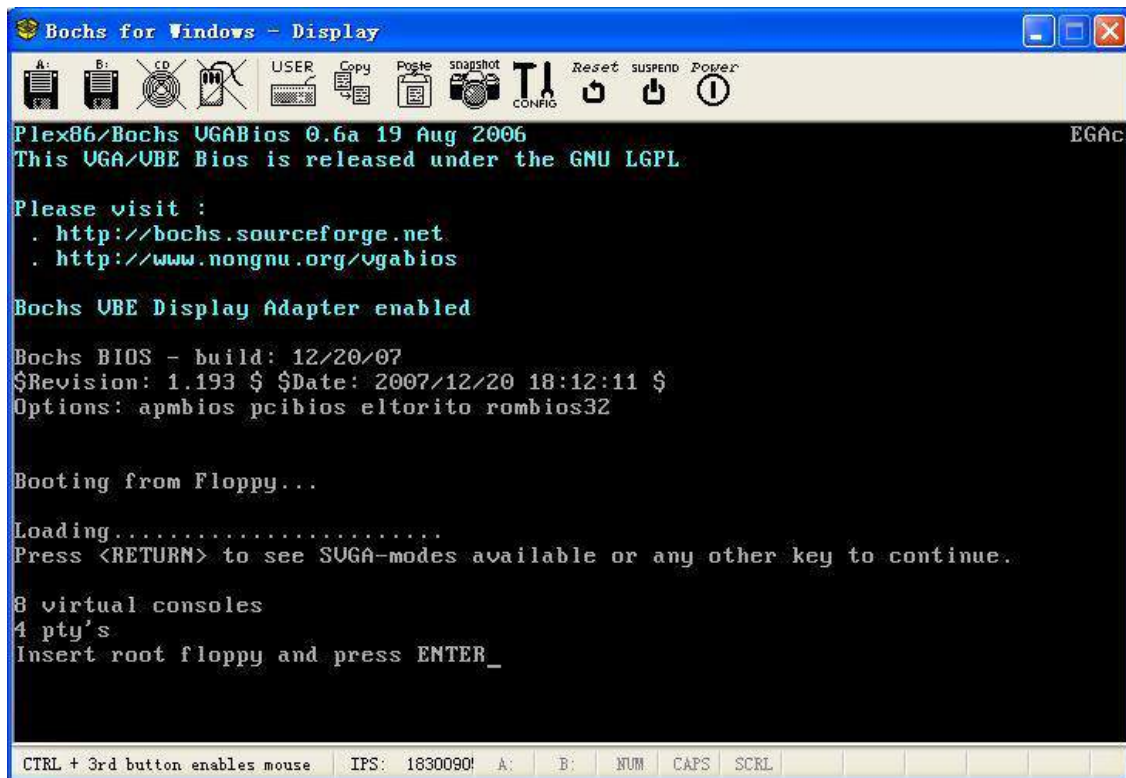 Bochs for Windows - Display
A: B: CD USER Copy Paste snapshot CONFIG Reset SUSPEND Power
Plex86/Bochs VGABios 0.6a 19 Aug 2006 EGAc
This VGA/VBE Bios is released under the GNU LGPL
Please visit :
. http://bochs.sourceforge.net
. http://www.nongnu.org/vgabios
Bochs VBE Display Adapter enabled
Bochs BIOS - build: 12/20/07
$Revision: 1.193 $ $Date: 2007/12/20 18:12:11 $
Options: apmbios pcibios eltorito rombios32
Booting from Floppy...
Loading.........................
Press <RETURN> to see SVGA-modes available or any other key to continue.
8 virtual consoles
4 pty's
Insert root floppy and press ENTER_
CTRL + 3rd button enables mouse IPS: A: B: NUM CAPS SCRL